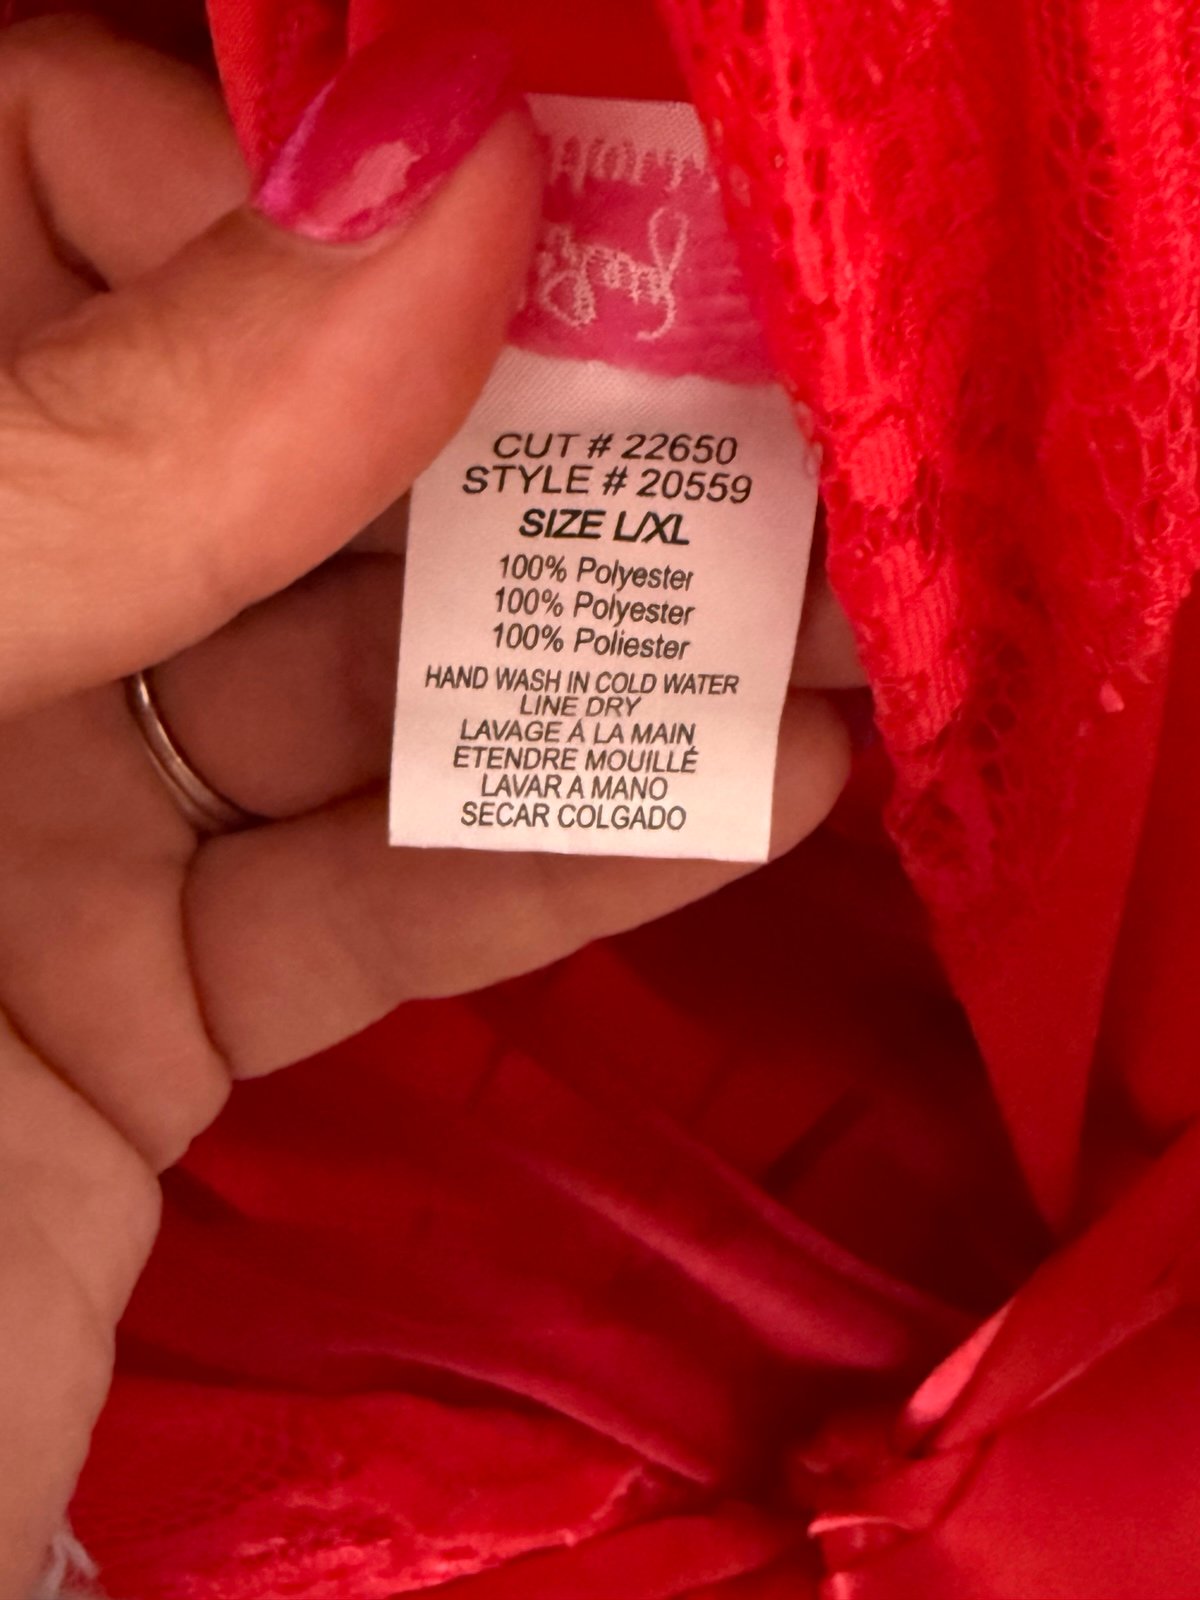 CUT # 22650
STYLE # 20559
SIZE L/XL
100% Polyester
100% Polyester
100% Poliester
HAND WASH IN COLD WATER
LINE DRY
LAVAGE Á LA MAIN
ETENDRE MOUILLÉ
LAVAR A MANO
SECAR COLGADO